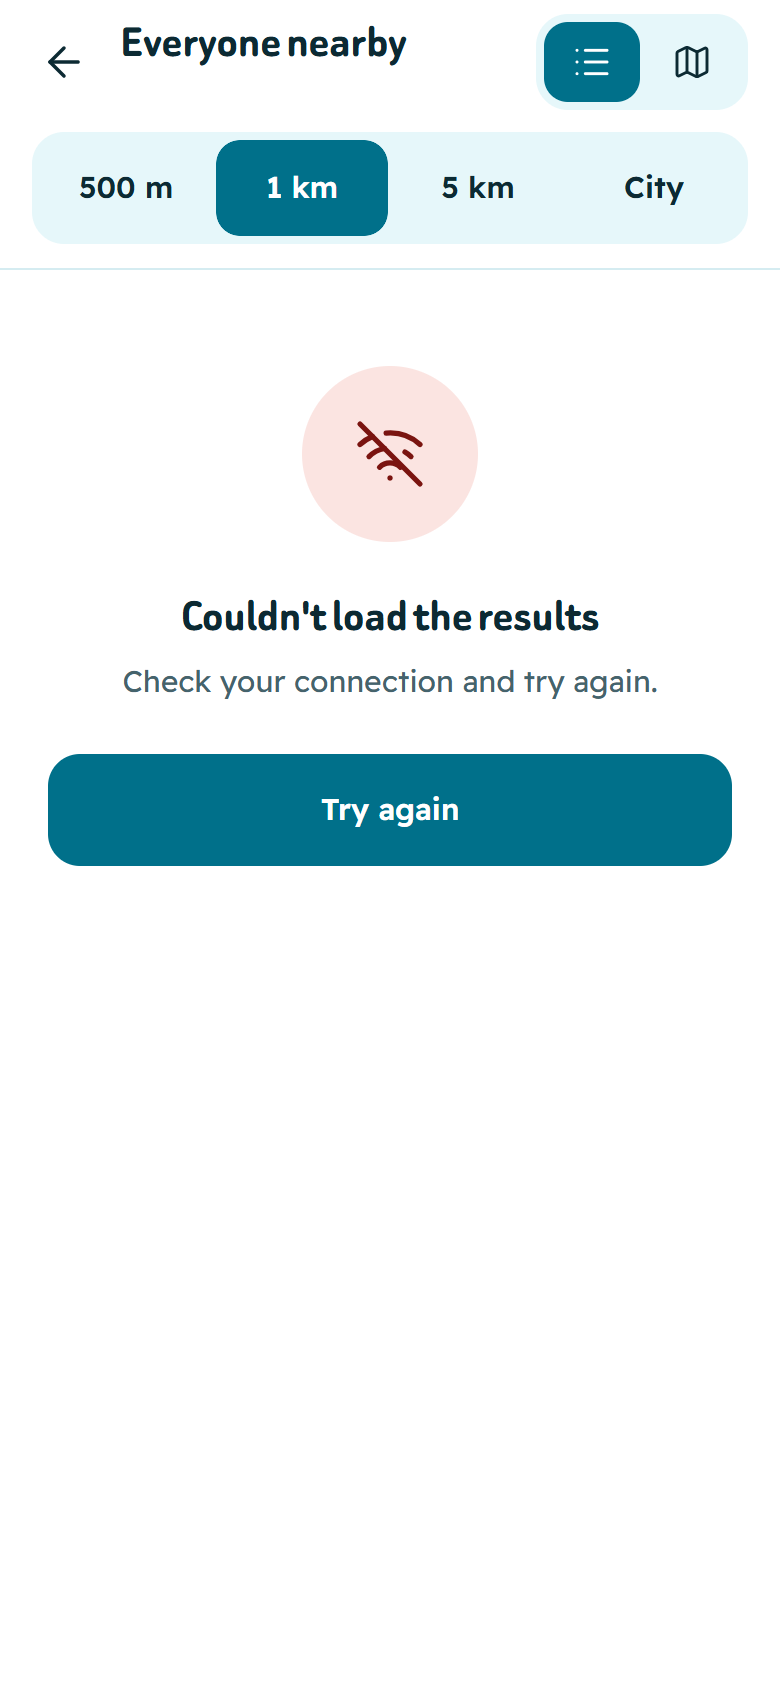 Everyone nearby
500 m 1 km 5 km City
Couldn't load the results
Check your connection and try again.
Try again